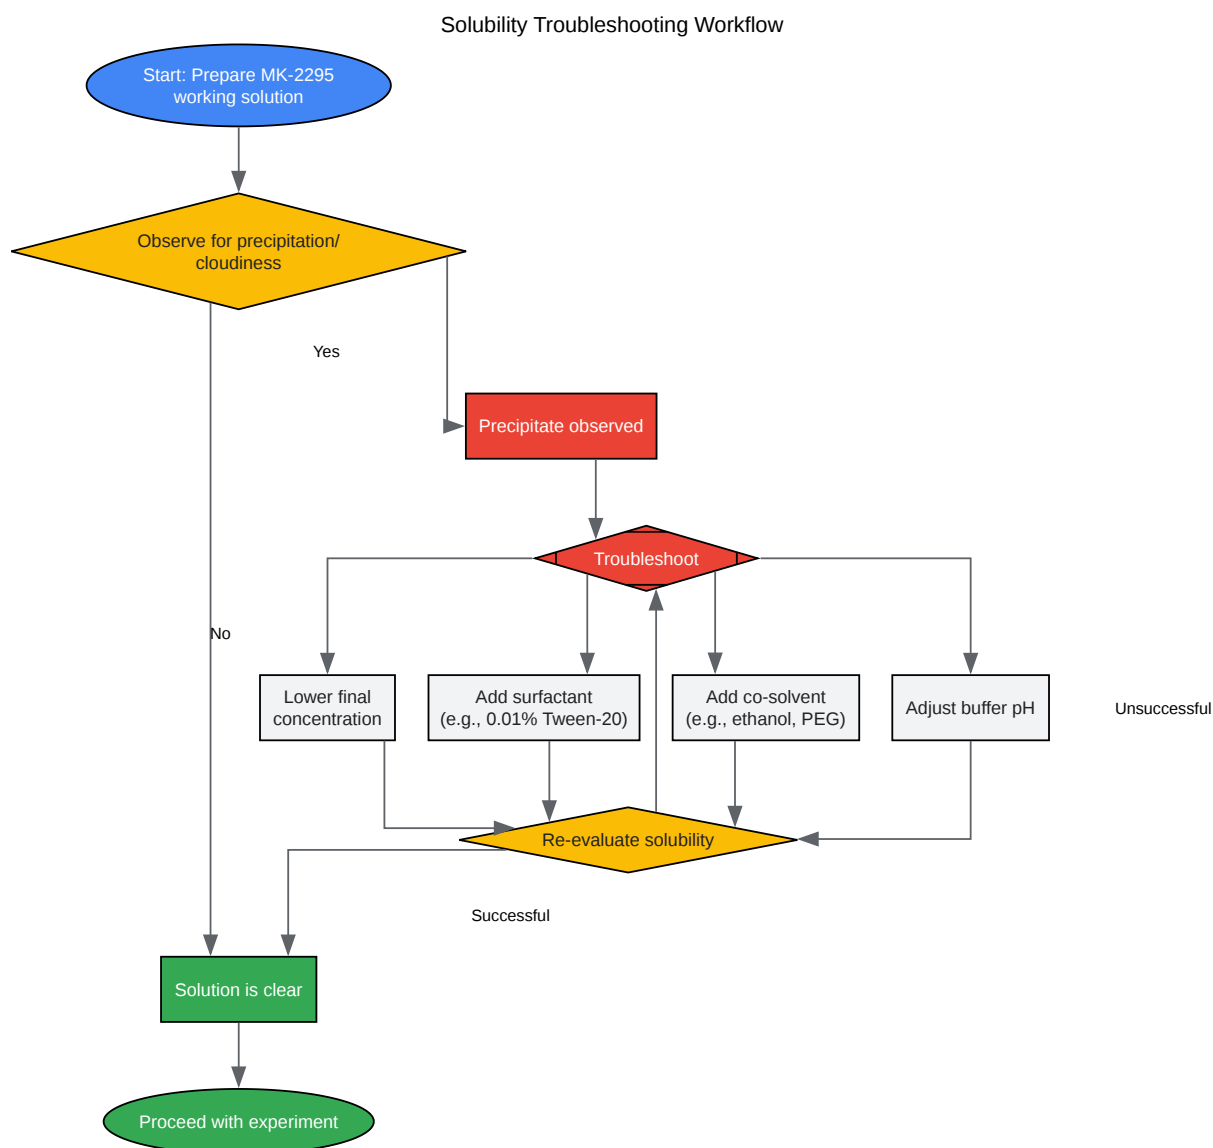 Solubility Troubleshooting Workflow
Start: Prepare MK-2295
working solution
Observe for precipitation/
cloudiness
Yes
Precipitate observed
Troubleshoot
No
Lower final
concentration
Add surfactant
(e.g., 0.01% Tween-20)
Add co-solvent
(e.g., ethanol, PEG)
Adjust buffer pH
Unsuccessful
Re-evaluate solubility
Successful
Solution is clear
Proceed with experiment